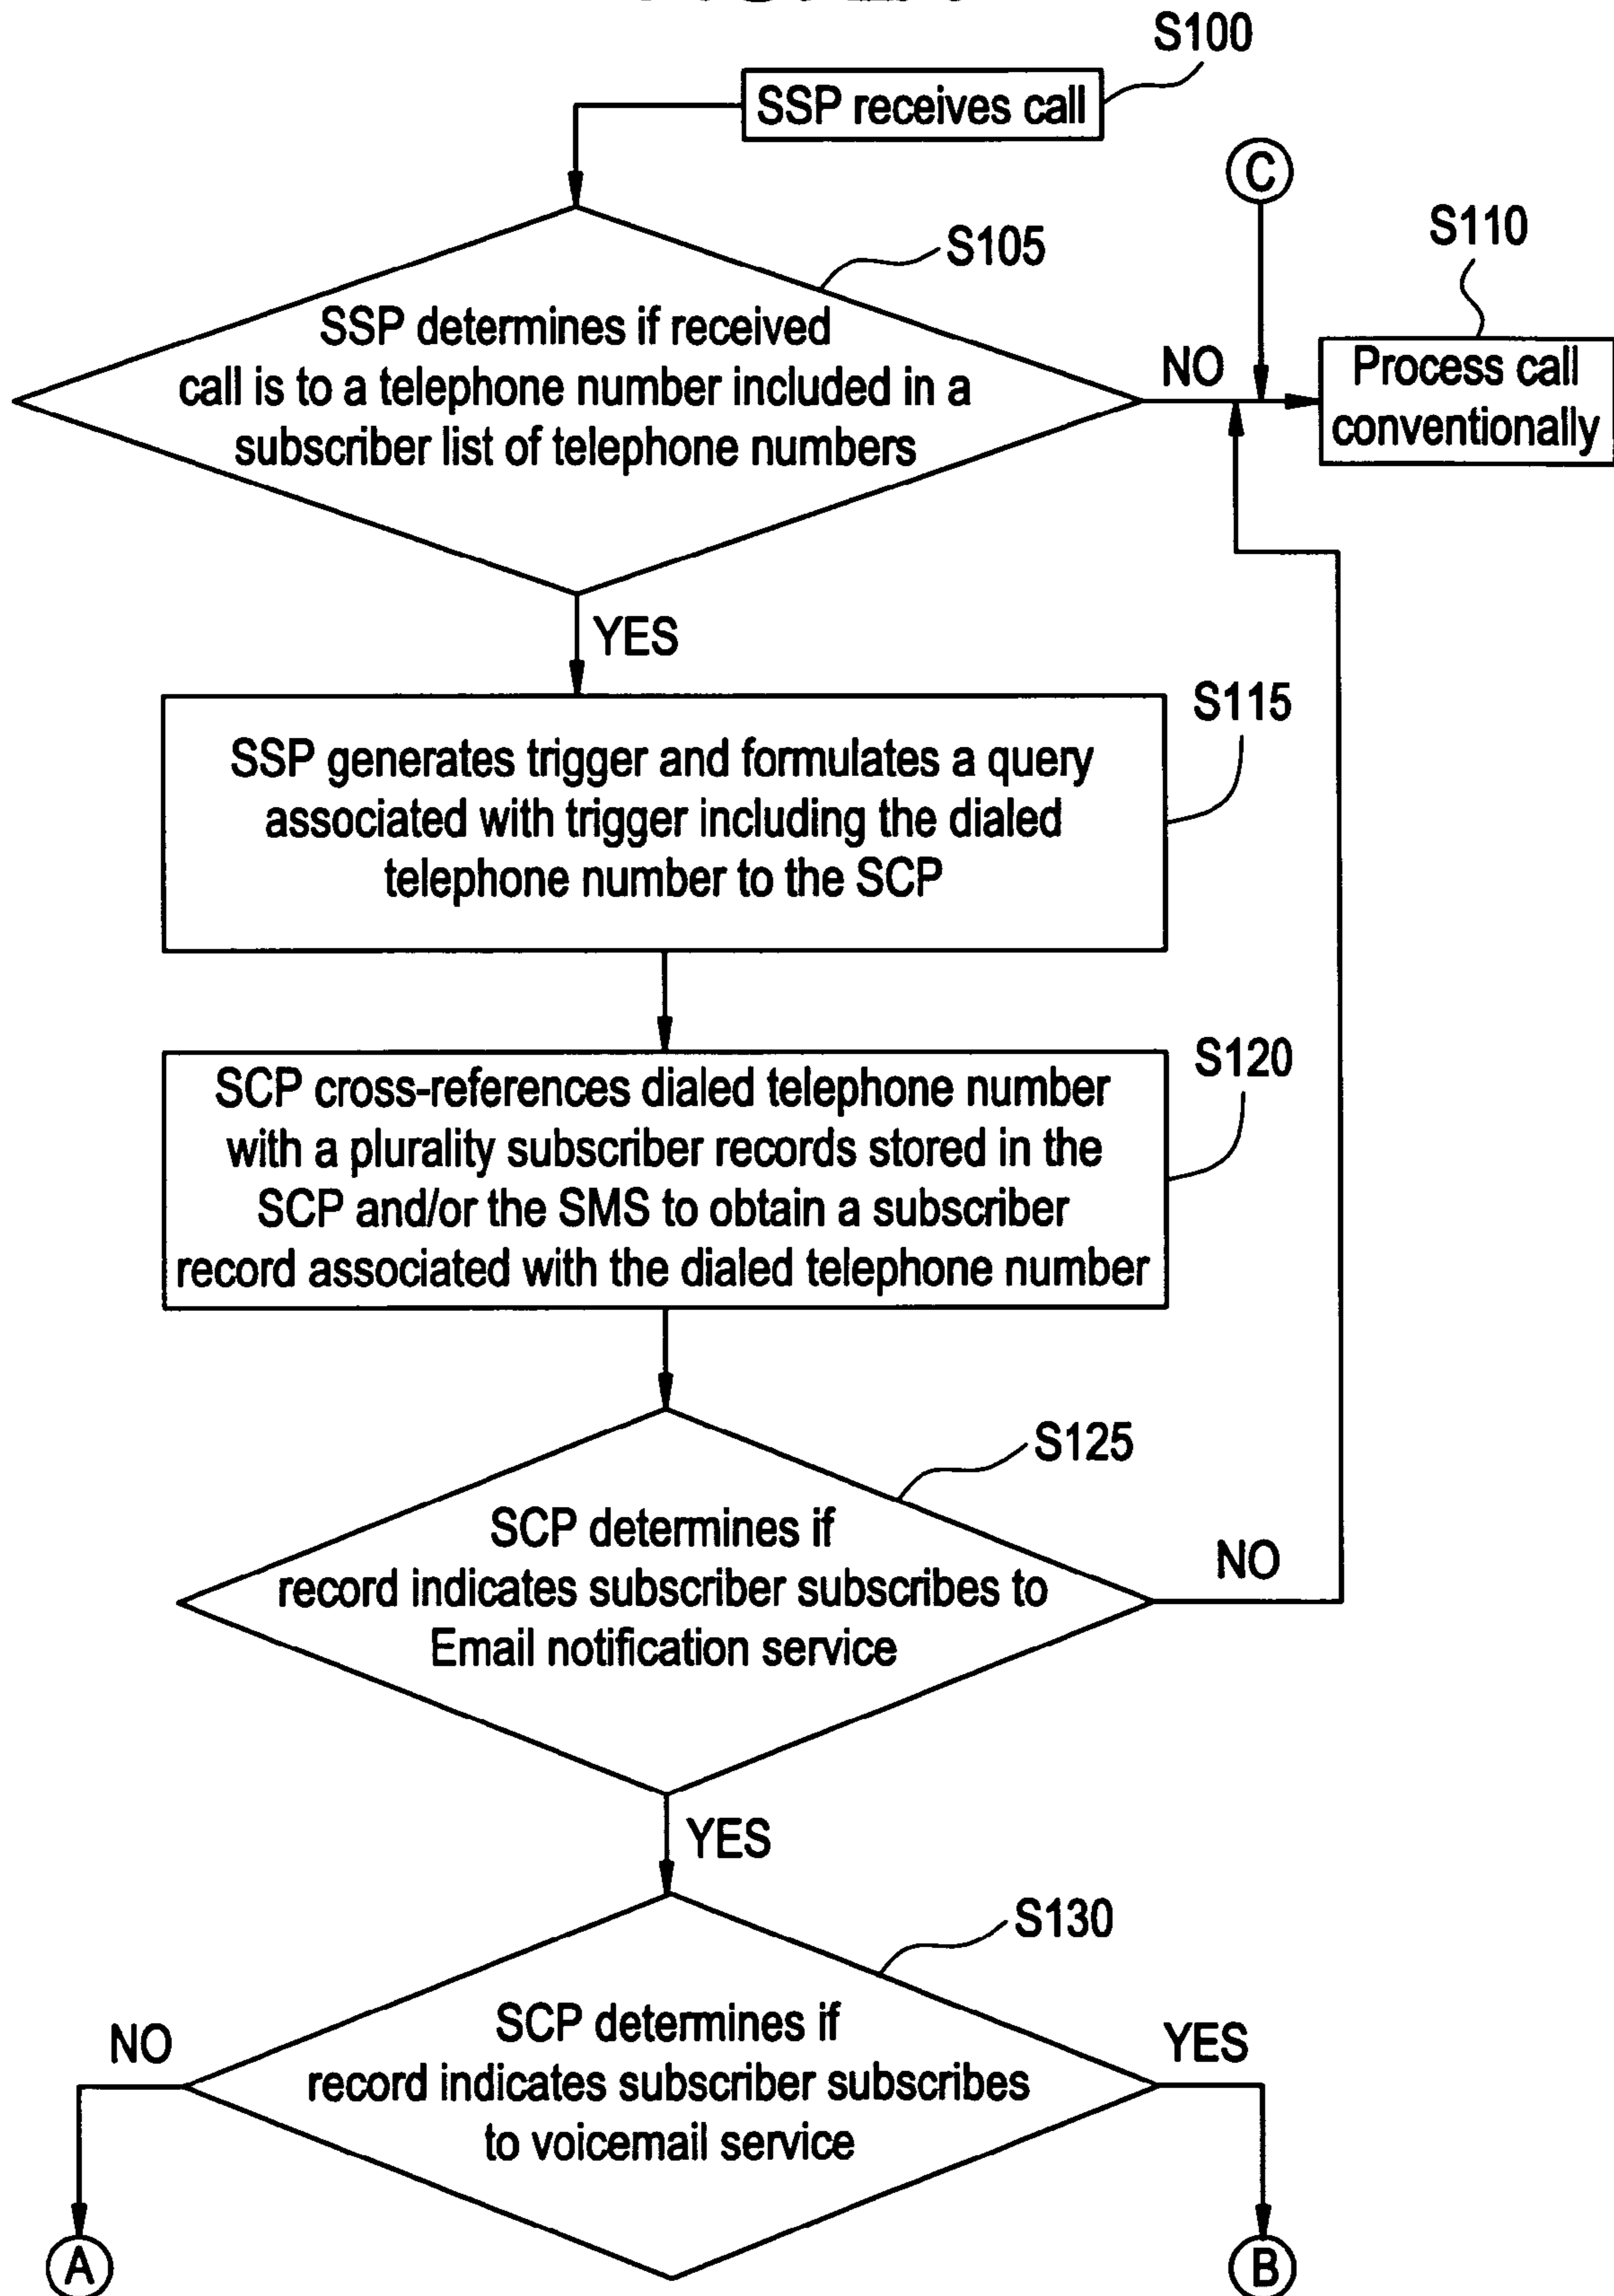 S100
SSP receives call
C
S110
S105
SSP determines if received
call is to a telephone number included in a
subscriber list of telephone numbers
NO
Process call
conventionally
YES
S115
SSP generates trigger and formulates a query
associated with trigger including the dialed
telephone number to the SCP
S120
SCP cross-references dialed telephone number
with a plurality subscriber records stored in the
SCP and/or the SMS to obtain a subscriber
record associated with the dialed telephone number
S125
SCP determines if
record indicates subscriber subscribes to
Email notification service
NO
YES
S130
SCP determines if
record indicates subscriber subscribes
to voicemail service
NO
YES
A
B